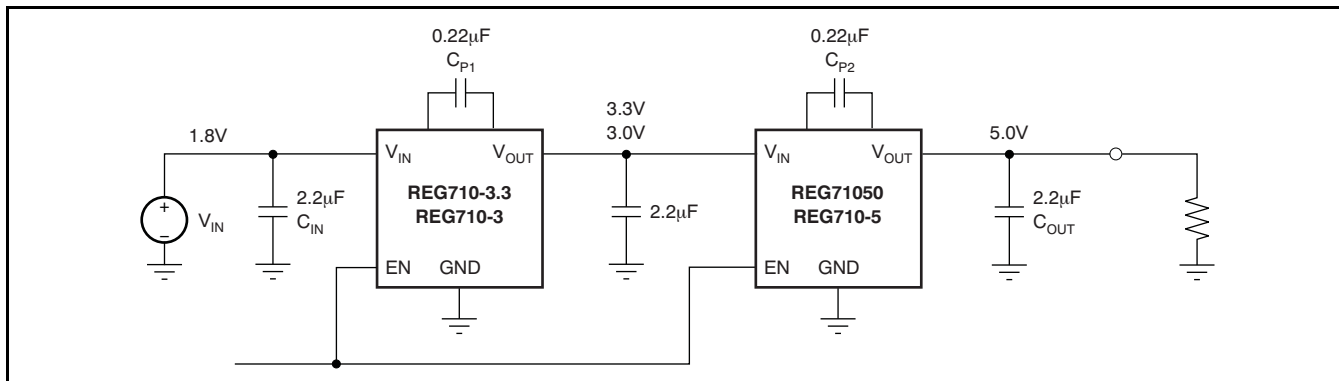 0.22μF
C_P1
0.22μF
C_P2
1.8V
3.3V
3.0V
5.0V
V_IN
V_OUT
V_IN
V_OUT
REG710-3.3
REG710-3
REG71050
REG710-5
+
–
V_IN
2.2μF
C_IN
2.2μF
2.2μF
C_OUT
EN
GND
EN
GND